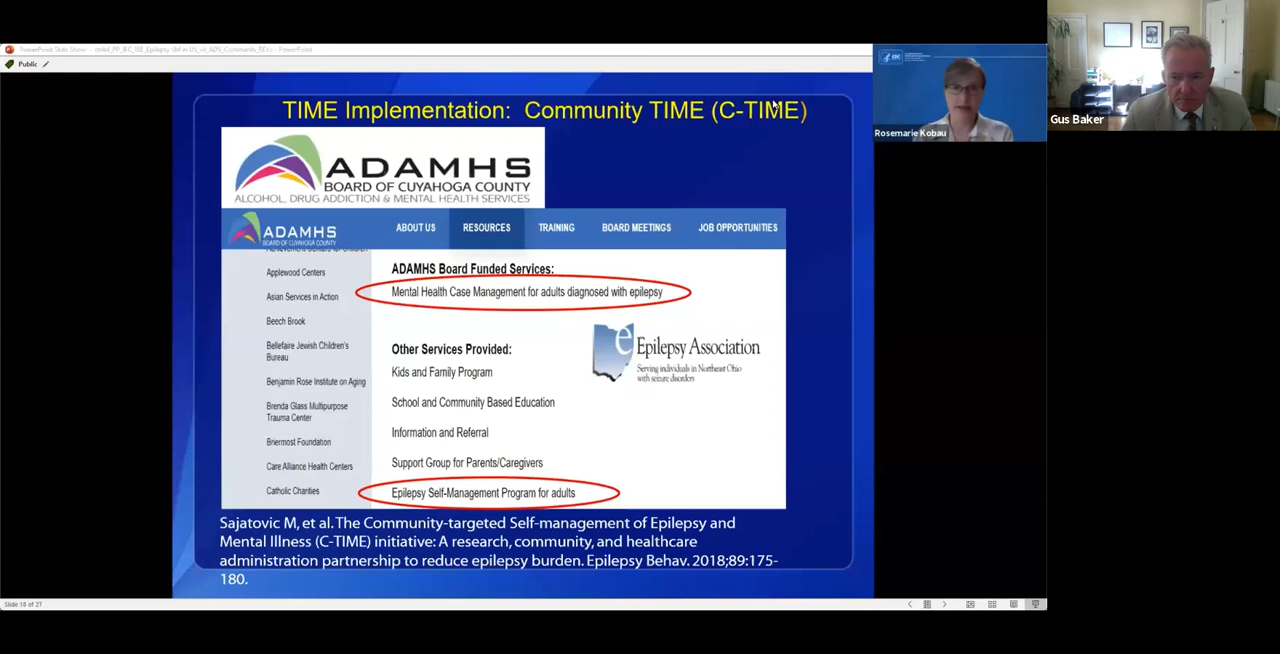 Public
TIME Implementation: Community TIME (C-TIME)
ADAMHS
BOARD OF CUYAHOGA COUNTY
ALCOHOL, DRUG ADDICTION & MENTAL HEALTH SERVICES
ADAMHS
BOARD OF CUYAHOGA COUNTY
ABOUT US
RESOURCES
TRAINING
BOARD MEETINGS
JOB OPPORTUNITIES
Applewood Centers
Asian Services in Action
Beech Brook
Bellefaire Jewish Children's
Bureau
Benjamin Rose Institute on Aging
Brenda Glass Multipurpose
Trauma Center
Briermost Foundation
Care Alliance Health Centers
Catholic Charities
ADAMHS Board Funded Services:
Mental Health Case Management for adults diagnosed with epilepsy
Other Services Provided:
Kids and Family Program
School and Community Based Education
Information and Referral
Support Group for Parents/Caregivers
Epilepsy Self-Management Program for adults
e Epilepsy Association
Serving individuals in Northeast Ohio
with seizure disorders
Sajatovic M, et al. The Community-targeted Self-management of Epilepsy and
Mental Illness (C-TIME) initiative: A research, community, and healthcare
administration partnership to reduce epilepsy burden. Epilepsy Behav. 2018;89:175-
180.
Slide 18 of 27
CDC
Rosemarie Kobau
Gus Baker